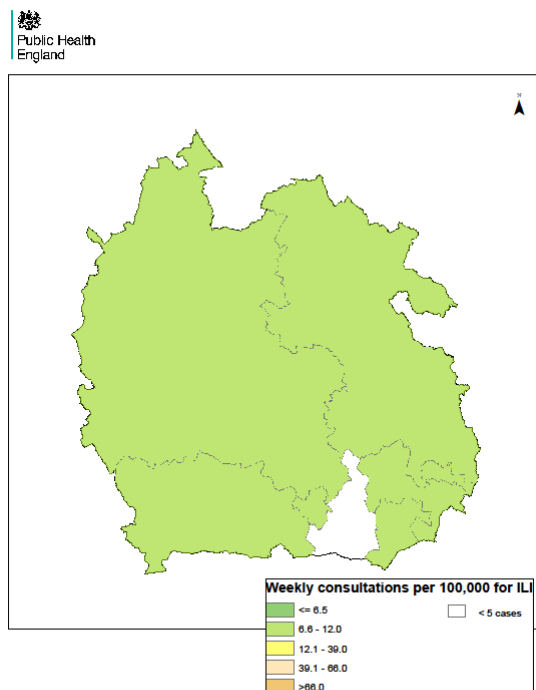 Public Health
England
N
Weekly consultations per 100,000 for ILI
<= 6.5
6.6 - 12.0
12.1 - 39.0
39.1 - 66.0
>66.0
< 5 cases